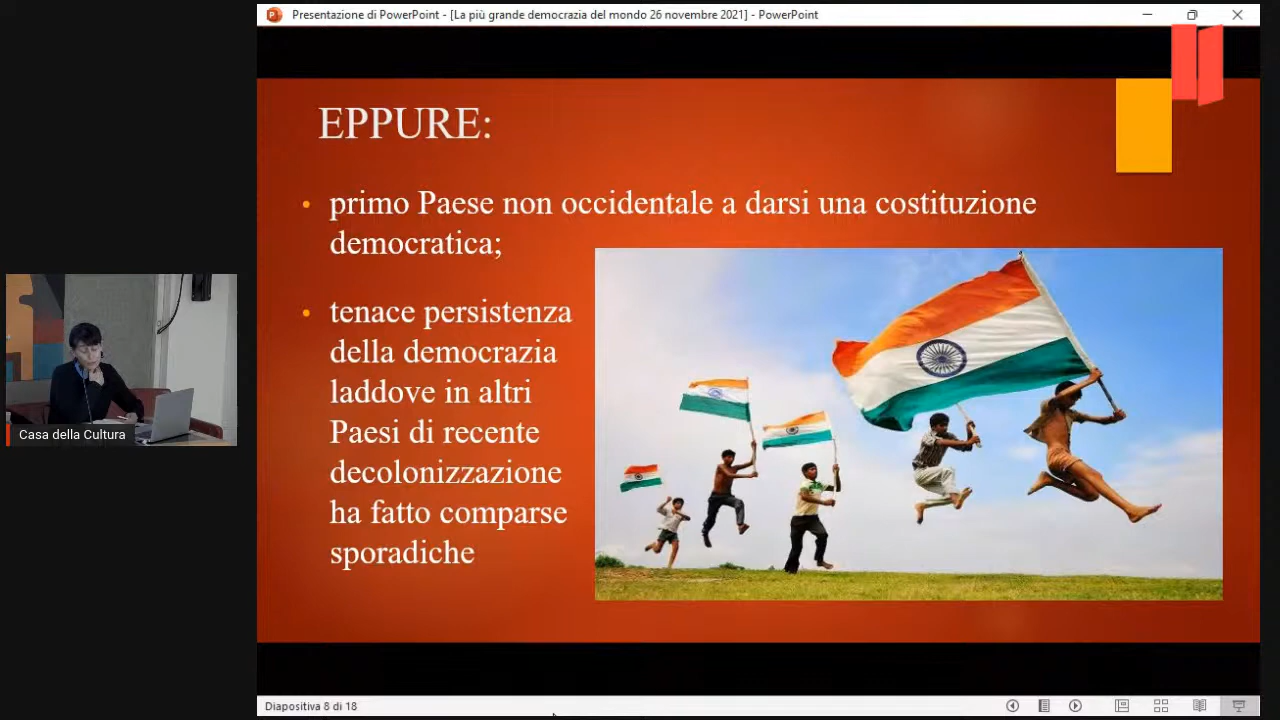 Presentazione di PowerPoint - [La più grande democrazia del mondo 26 novembre 2021] - PowerPoint
EPPURE:
• primo Paese non occidentale a darsi una costituzione
democratica;
• tenace persistenza
della democrazia
laddove in altri
Paesi di recente
decolonizzazione
ha fatto comparse
sporadiche
Casa della Cultura
Diapositiva 8 di 18